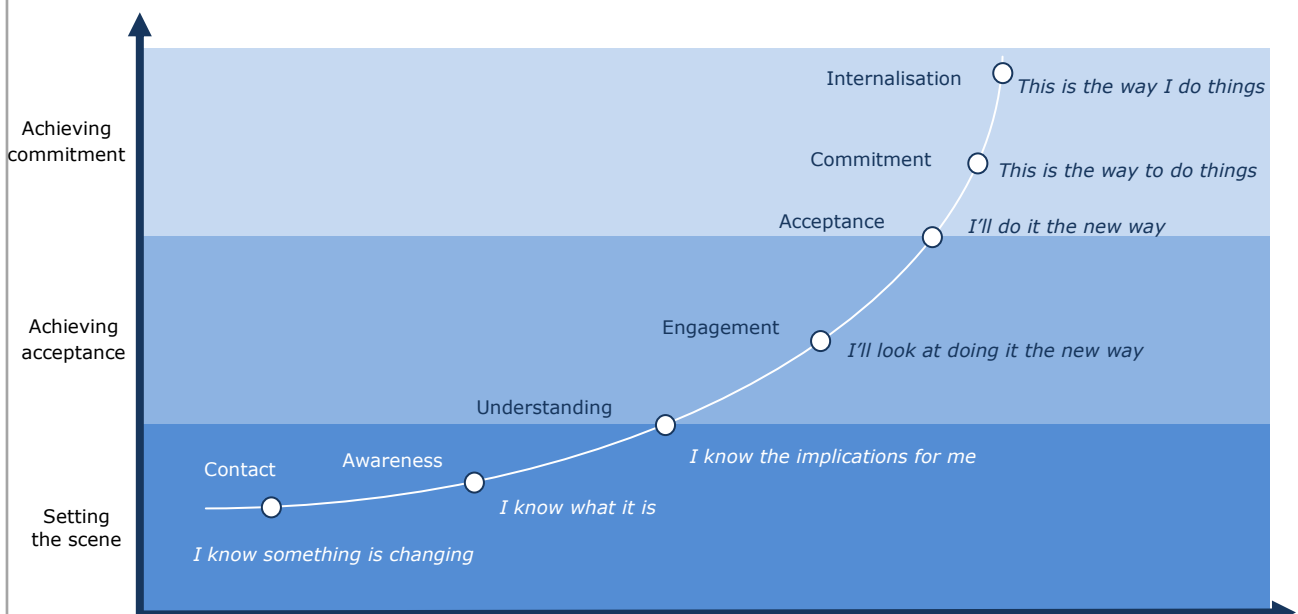 Internalisation
This is the way I do things
Achieving
commitment
Commitment
This is the way to do things
Acceptance
I'll do it the new way
Achieving
acceptance
Engagement
I'll look at doing it the new way
Understanding
I know the implications for me
Contact
Awareness
I know what it is
Setting
the scene
I know something is changing